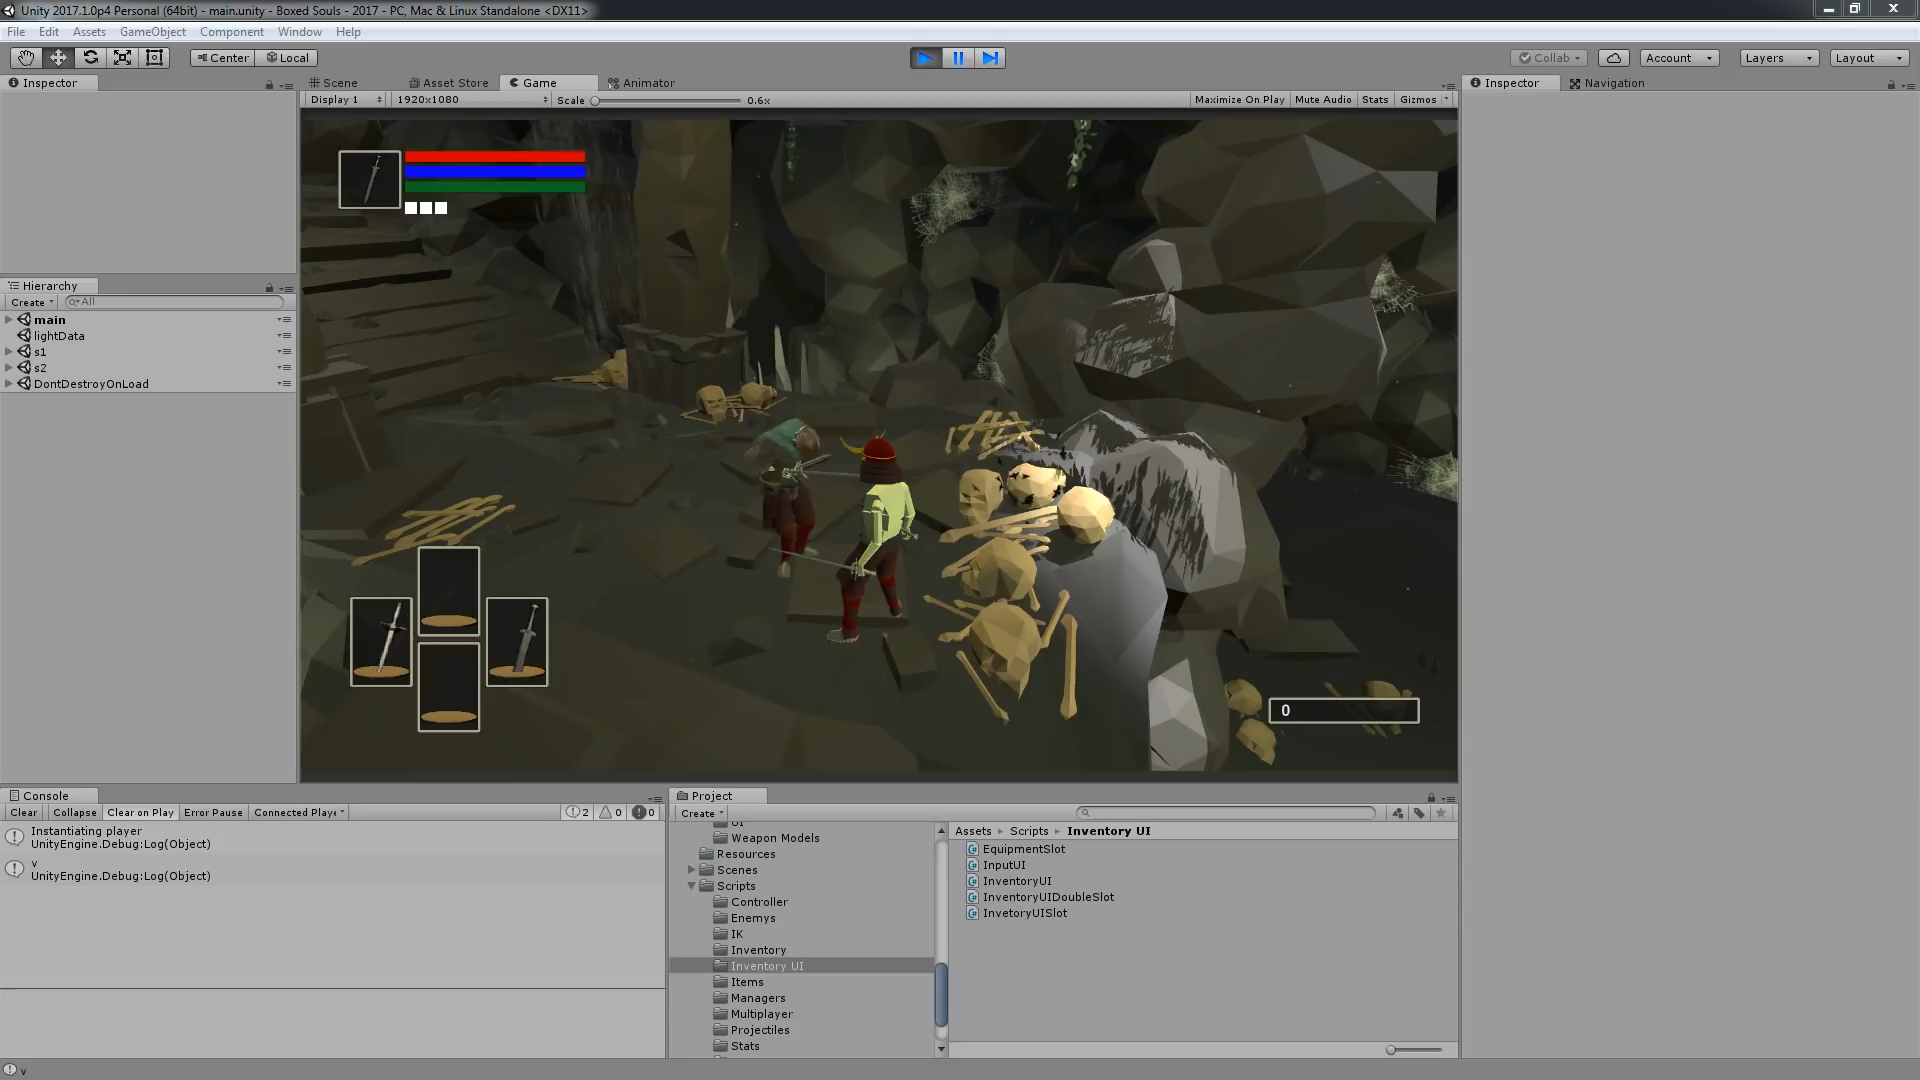 Unity 2017.1.0p4 Personal (64bit) - main.unity - Boxed Souls - 2017 - PC, Mac & Linux Standalone <DX11>
File Edit Assets GameObject Component Window Help
Center Local Collab Account Layers Layout
Inspector
Scene Asset Store Game Animator
Inspector Navigation
Display 1 1920x1080 Scale 0.6x Maximize On Play Mute Audio Stats Gizmos
Hierarchy
Create All
main
lightData
s1
s2
DontDestroyOnLoad
0
Console
Clear Collapse Clear on Play Error Pause Connected Playe 2 0 0
Instantiating player
UnityEngine.Debug:Log(Object)
v
UnityEngine.Debug:Log(Object)
Project
Create
UI
Weapon Models
Resources
Scenes
Scripts
Controller
Enemys
IK
Inventory
Inventory UI
Items
Managers
Multiplayer
Projectiles
Stats
Assets Scripts Inventory UI
EquipmentSlot
InputUI
InventoryUI
InventoryUIDoubleSlot
InvetoryUISlot
v